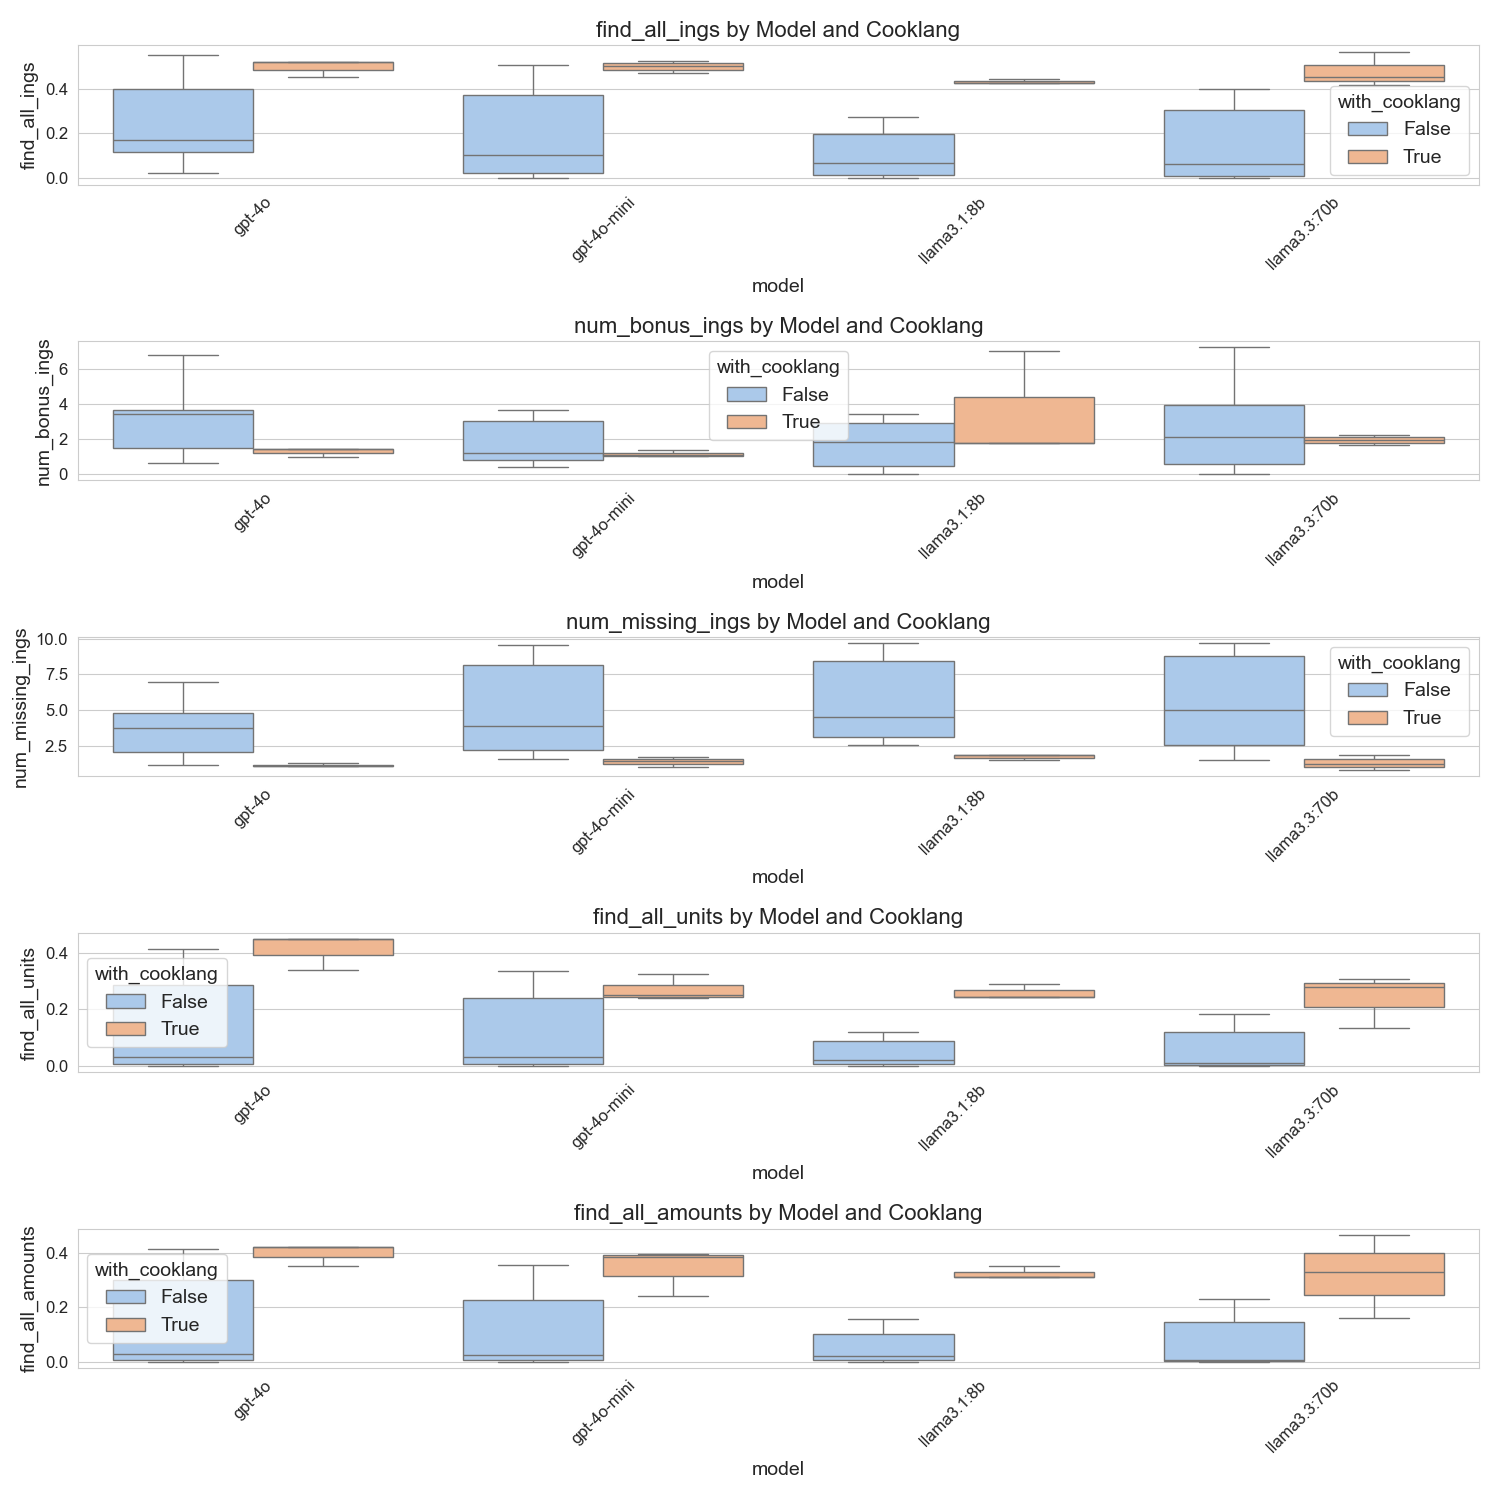 find_all_ings by Model and Cooklang
find_all_ings
0.4
0.2
0.0
with_cooklang
False
True
gpt-4o
gpt-4o-mini
llama3.1:8b
llama3.3:70b
model
num_bonus_ings by Model and Cooklang
num_bonus_ings
6
4
2
0
with_cooklang
False
True
gpt-4o
gpt-4o-mini
llama3.1:8b
llama3.3:70b
model
num_missing_ings by Model and Cooklang
num_missing_ings
10.0
7.5
5.0
2.5
with_cooklang
False
True
gpt-4o
gpt-4o-mini
llama3.1:8b
llama3.3:70b
model
find_all_units by Model and Cooklang
find_all_units
0.4
0.2
0.0
with_cooklang
False
True
gpt-4o
gpt-4o-mini
llama3.1:8b
llama3.3:70b
model
find_all_amounts by Model and Cooklang
find_all_amounts
0.4
0.2
0.0
with_cooklang
False
True
gpt-4o
gpt-4o-mini
llama3.1:8b
llama3.3:70b
model